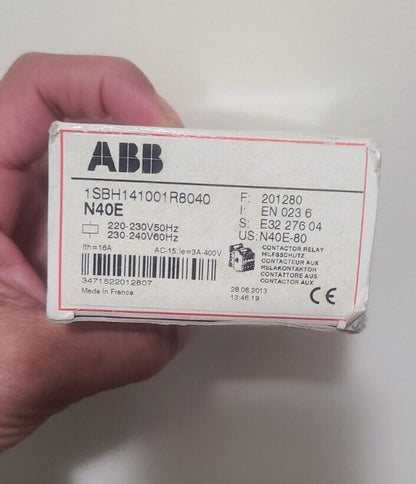 ABB
1SBH141001R8040
N40E
220-230V50Hz
230-240V60Hz
Ith=16A AC-15:Ie=3A-400V
3471522012807
Made in France
F: 201280
I: EN 023 6
S: E32 276 04
US: N40E-80
CONTACTOR RELAY
HILFSSCHUTZ
CONTACTEUR AUX
RELAKONTAKTOR
CONTATTORE AUS
CONTACTOR AUX
28.06.2013
13:46:19
CE